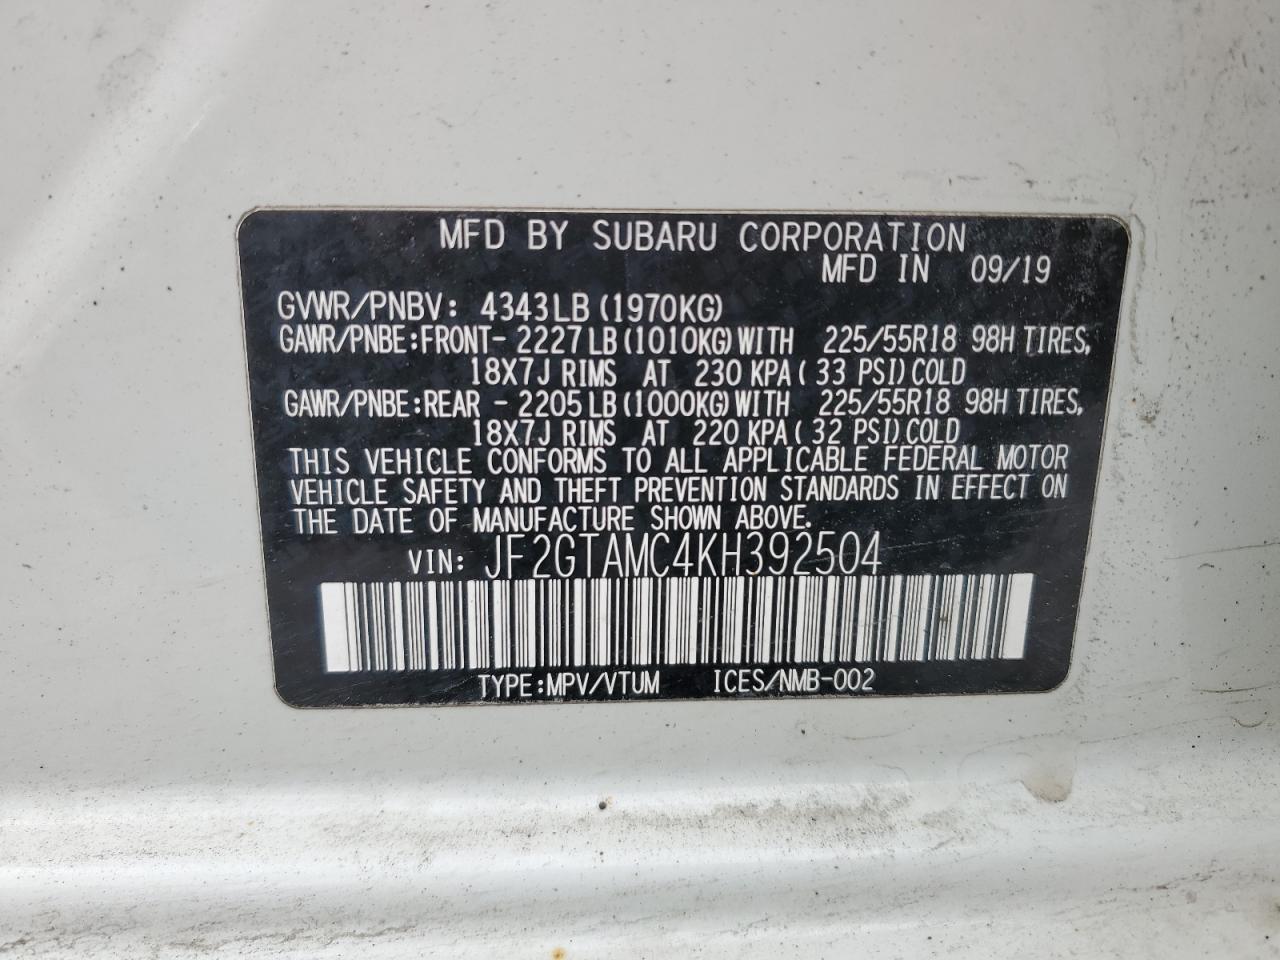 MFD BY SUBARU CORPORATION
MFD IN 09/19
GVWR/PNBV: 4343LB (1970KG)
GAWR/PNBE:FRONT- 2227LB (1010KG) WITH 225/55R18 98H TIRES,
18X7J RIMS AT 230 KPA ( 33 PSI) COLD
GAWR/PNBE:REAR - 2205LB (1000KG) WITH 225/55R18 98H TIRES,
18X7J RIMS AT 220 KPA ( 32 PSI) COLD
THIS VEHICLE CONFORMS TO ALL APPLICABLE FEDERAL MOTOR
VEHICLE SAFETY AND THEFT PREVENTION STANDARDS IN EFFECT ON
THE DATE OF MANUFACTURE SHOWN ABOVE.
VIN: JF2GTAMC4KH392504
TYPE:MPV/VTUM ICES/NMB-002